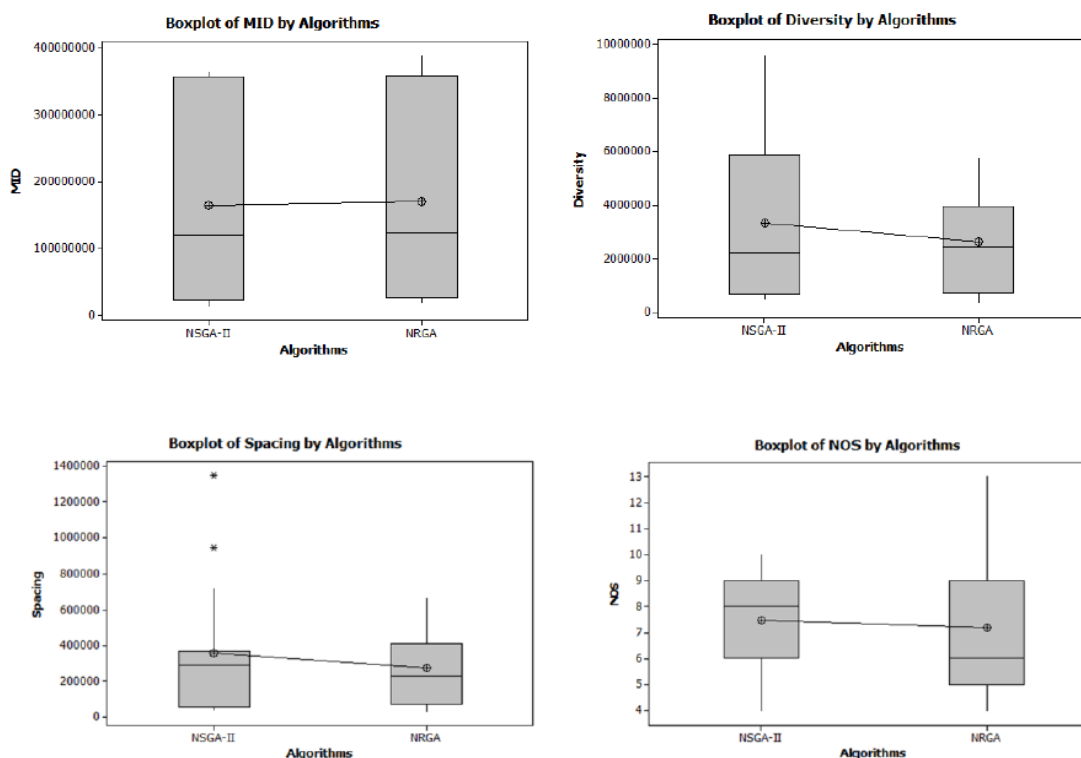 Boxplot of MID by Algorithms
400000000
300000000
200000000
100000000
0
MID
NSGA-II NRGA
Algorithms
Boxplot of Diversity by Algorithms
10000000
8000000
6000000
4000000
2000000
0
Diversity
NSGA-II NRGA
Algorithms
Boxplot of Spacing by Algorithms
1400000
1200000
1000000
800000
600000
400000
200000
0
Spacing
NSGA-II NRGA
Algorithms
Boxplot of NOS by Algorithms
13
12
11
10
9
8
7
6
5
4
NOS
NSGA-II NRGA
Algorithms